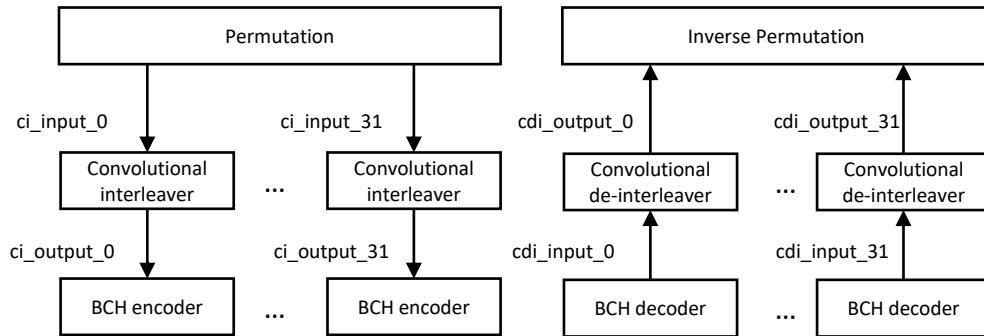 Permutation
Inverse Permutation
ci_input_0
ci_input_31
cdi_output_0
cdi_output_31
Convolutional
interleaver
...
Convolutional
interleaver
Convolutional
de-interleaver
...
Convolutional
de-interleaver
ci_output_0
ci_output_31
cdi_input_0
cdi_input_31
BCH encoder
...
BCH encoder
BCH decoder
...
BCH decoder